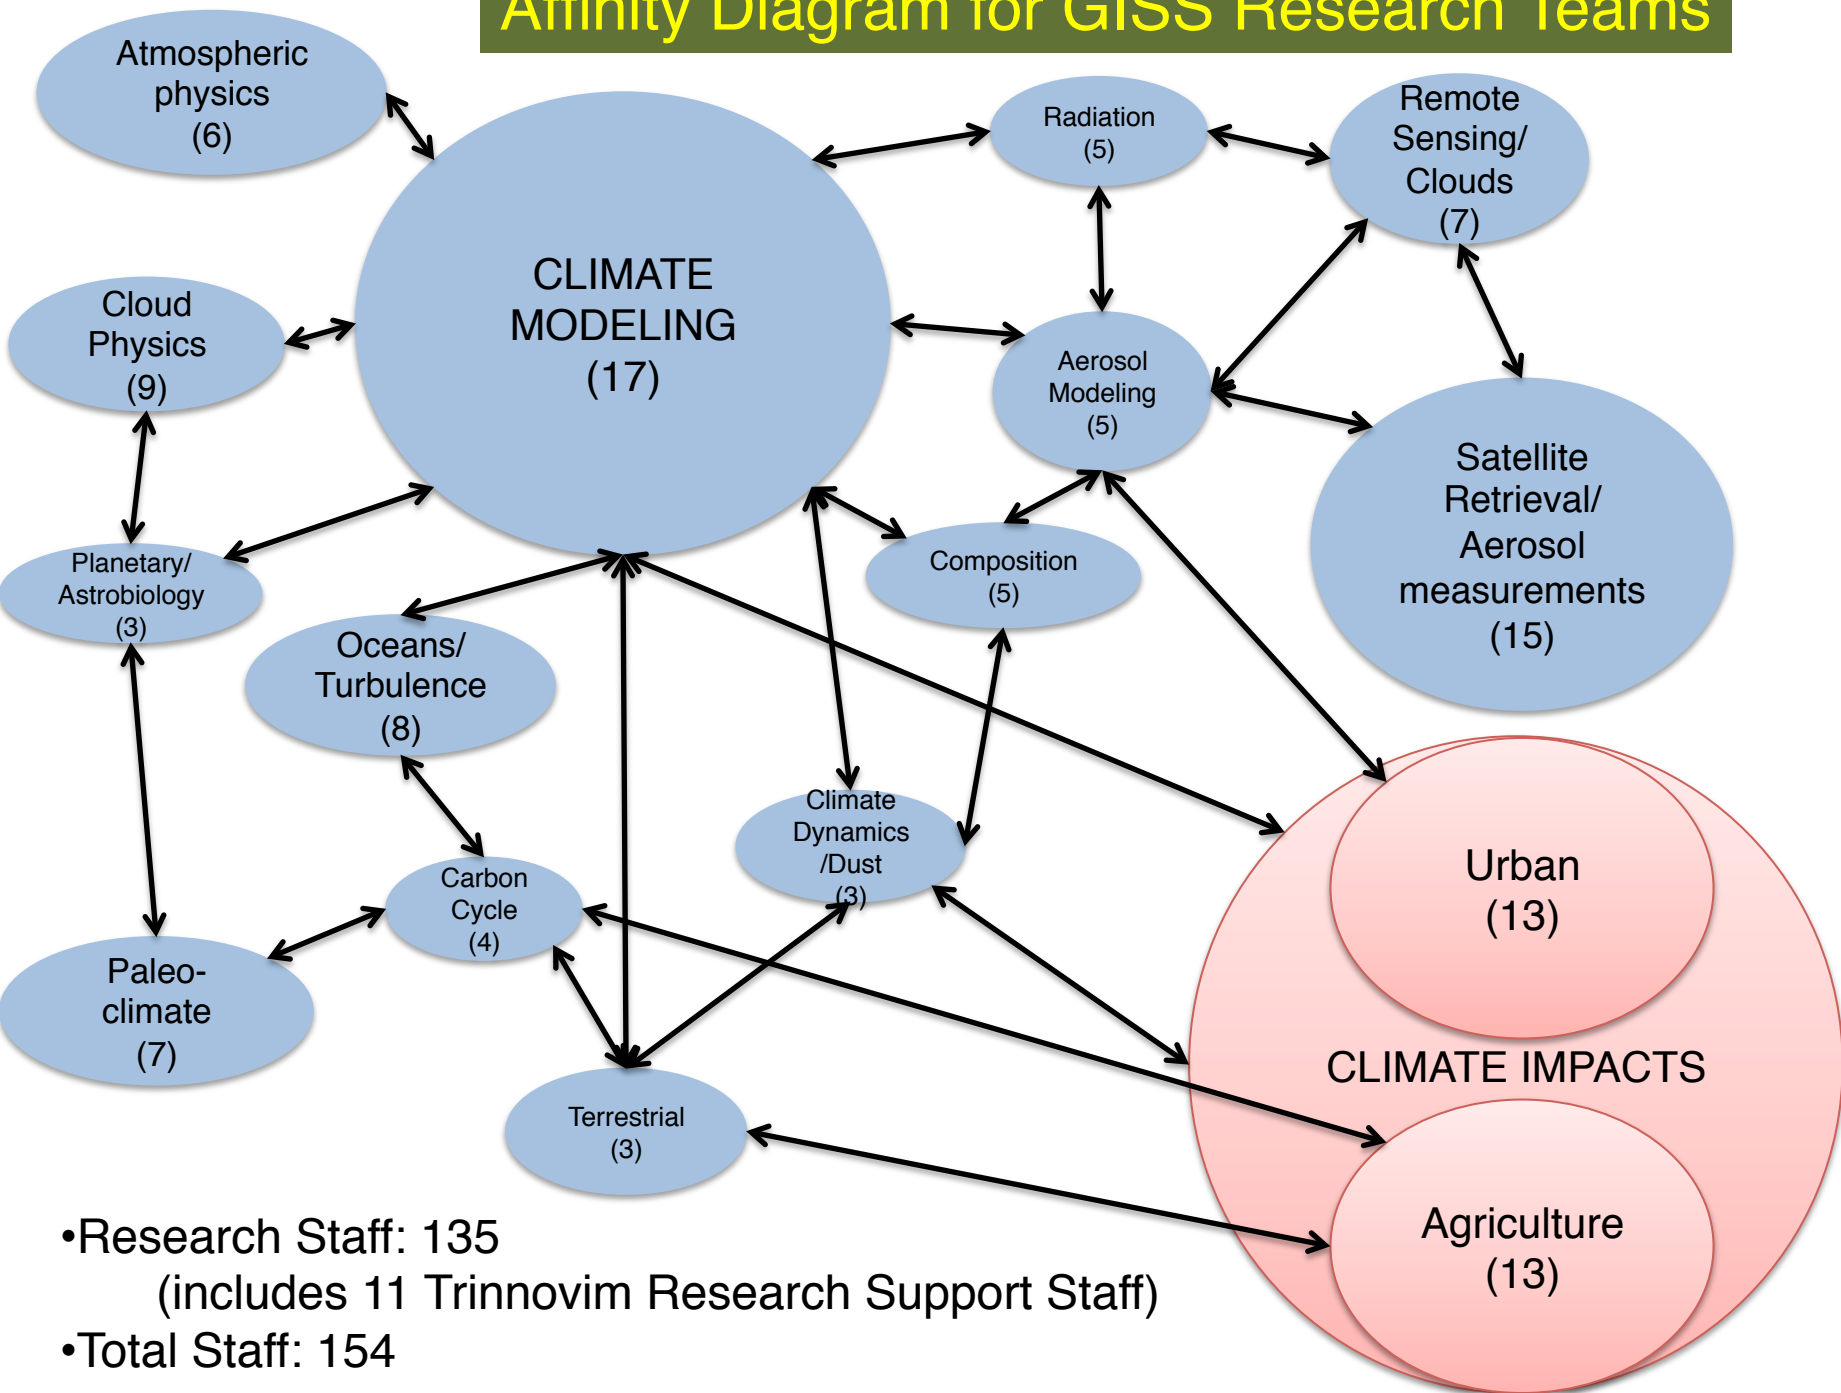 Affinity Diagram for GISS Research Teams
Atmospheric
physics
(6)
Radiation
(5)
Remote
Sensing/
Clouds
(7)
CLIMATE
MODELING
(17)
Cloud
Physics
(9)
Aerosol
Modeling
(5)
Satellite
Retrieval/
Aerosol
measurements
(15)
Planetary/
Astrobiology
(3)
Composition
(5)
Oceans/
Turbulence
(8)
Climate
Dynamics
/Dust
(3)
Carbon
Cycle
(4)
Urban
(13)
Paleo-
climate
(7)
CLIMATE IMPACTS
Terrestrial
(3)
Agriculture
(13)
•Research Staff: 135
(includes 11 Trinnovim Research Support Staff)
•Total Staff: 154